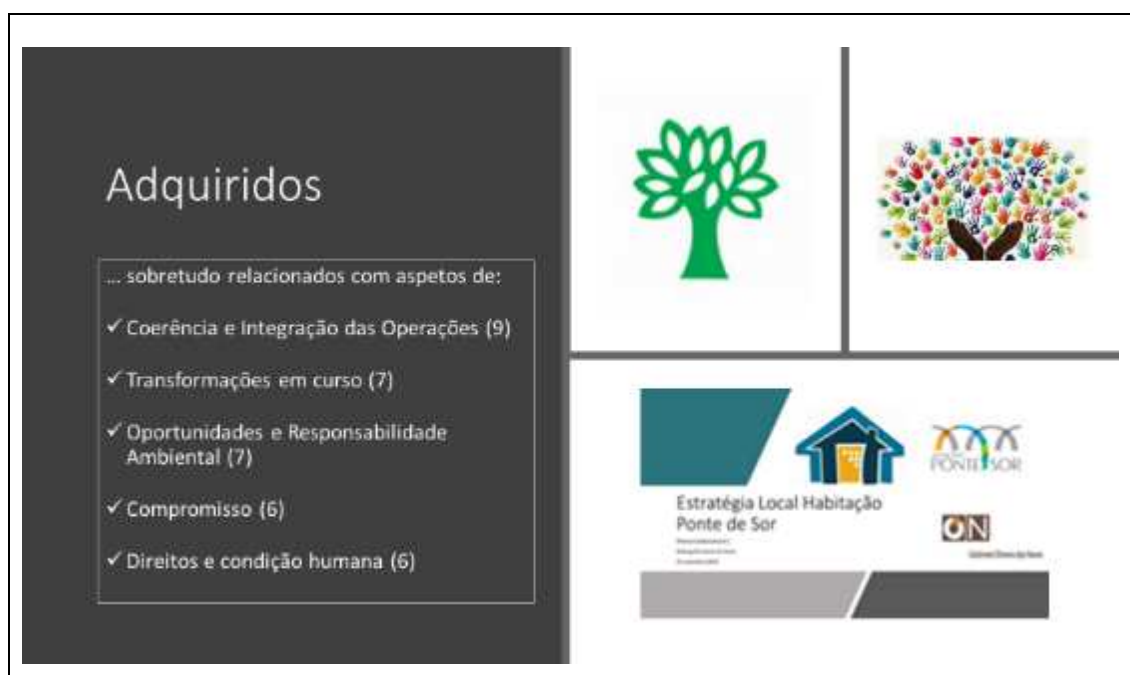 Adquiridos
... sobretudo relacionados com aspetos de:
✓ Coerência e Integração das Operações (9)
✓ Transformações em curso (7)
✓ Oportunidades e Responsabilidade
Ambiental (7)
✓ Compromisso (6)
✓ Direitos e condição humana (6)
PONTE SOR
Estratégia Local Habitação
Ponte de Sor
ON